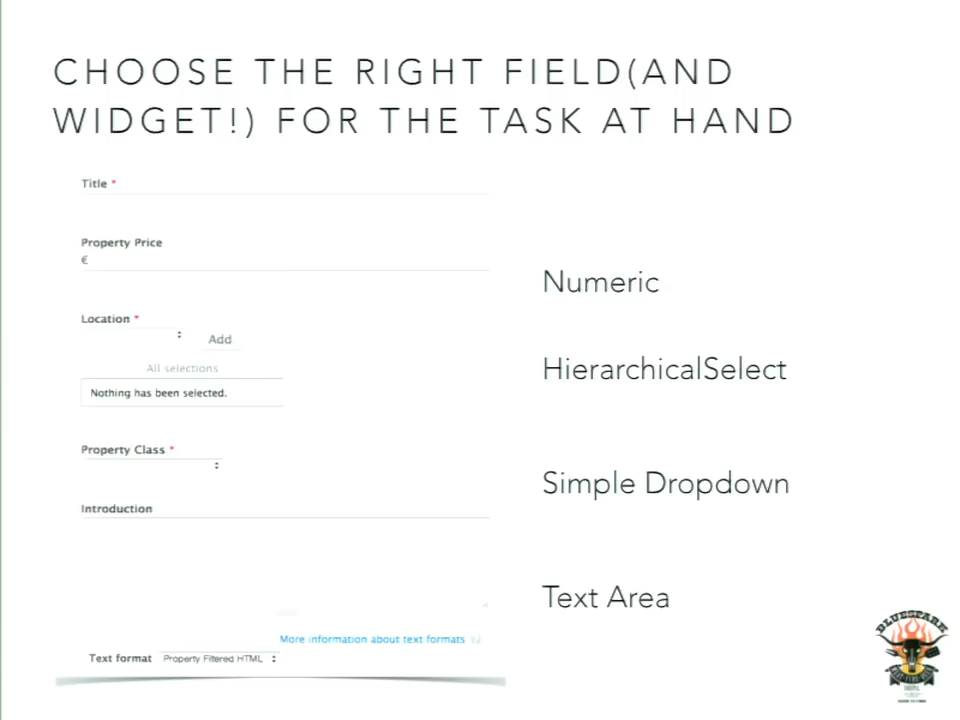 CHOOSE THE RIGHT FIELD(AND
WIDGET!) FOR THE TASK AT HAND
Title *
Property Price
€
Numeric
Location *
Add
All selections
HierarchicalSelect
Nothing has been selected.
Property Class *
Simple Dropdown
Introduction
Text Area
More information about text formats
Text format Property Filtered HTML
BLUESPARK